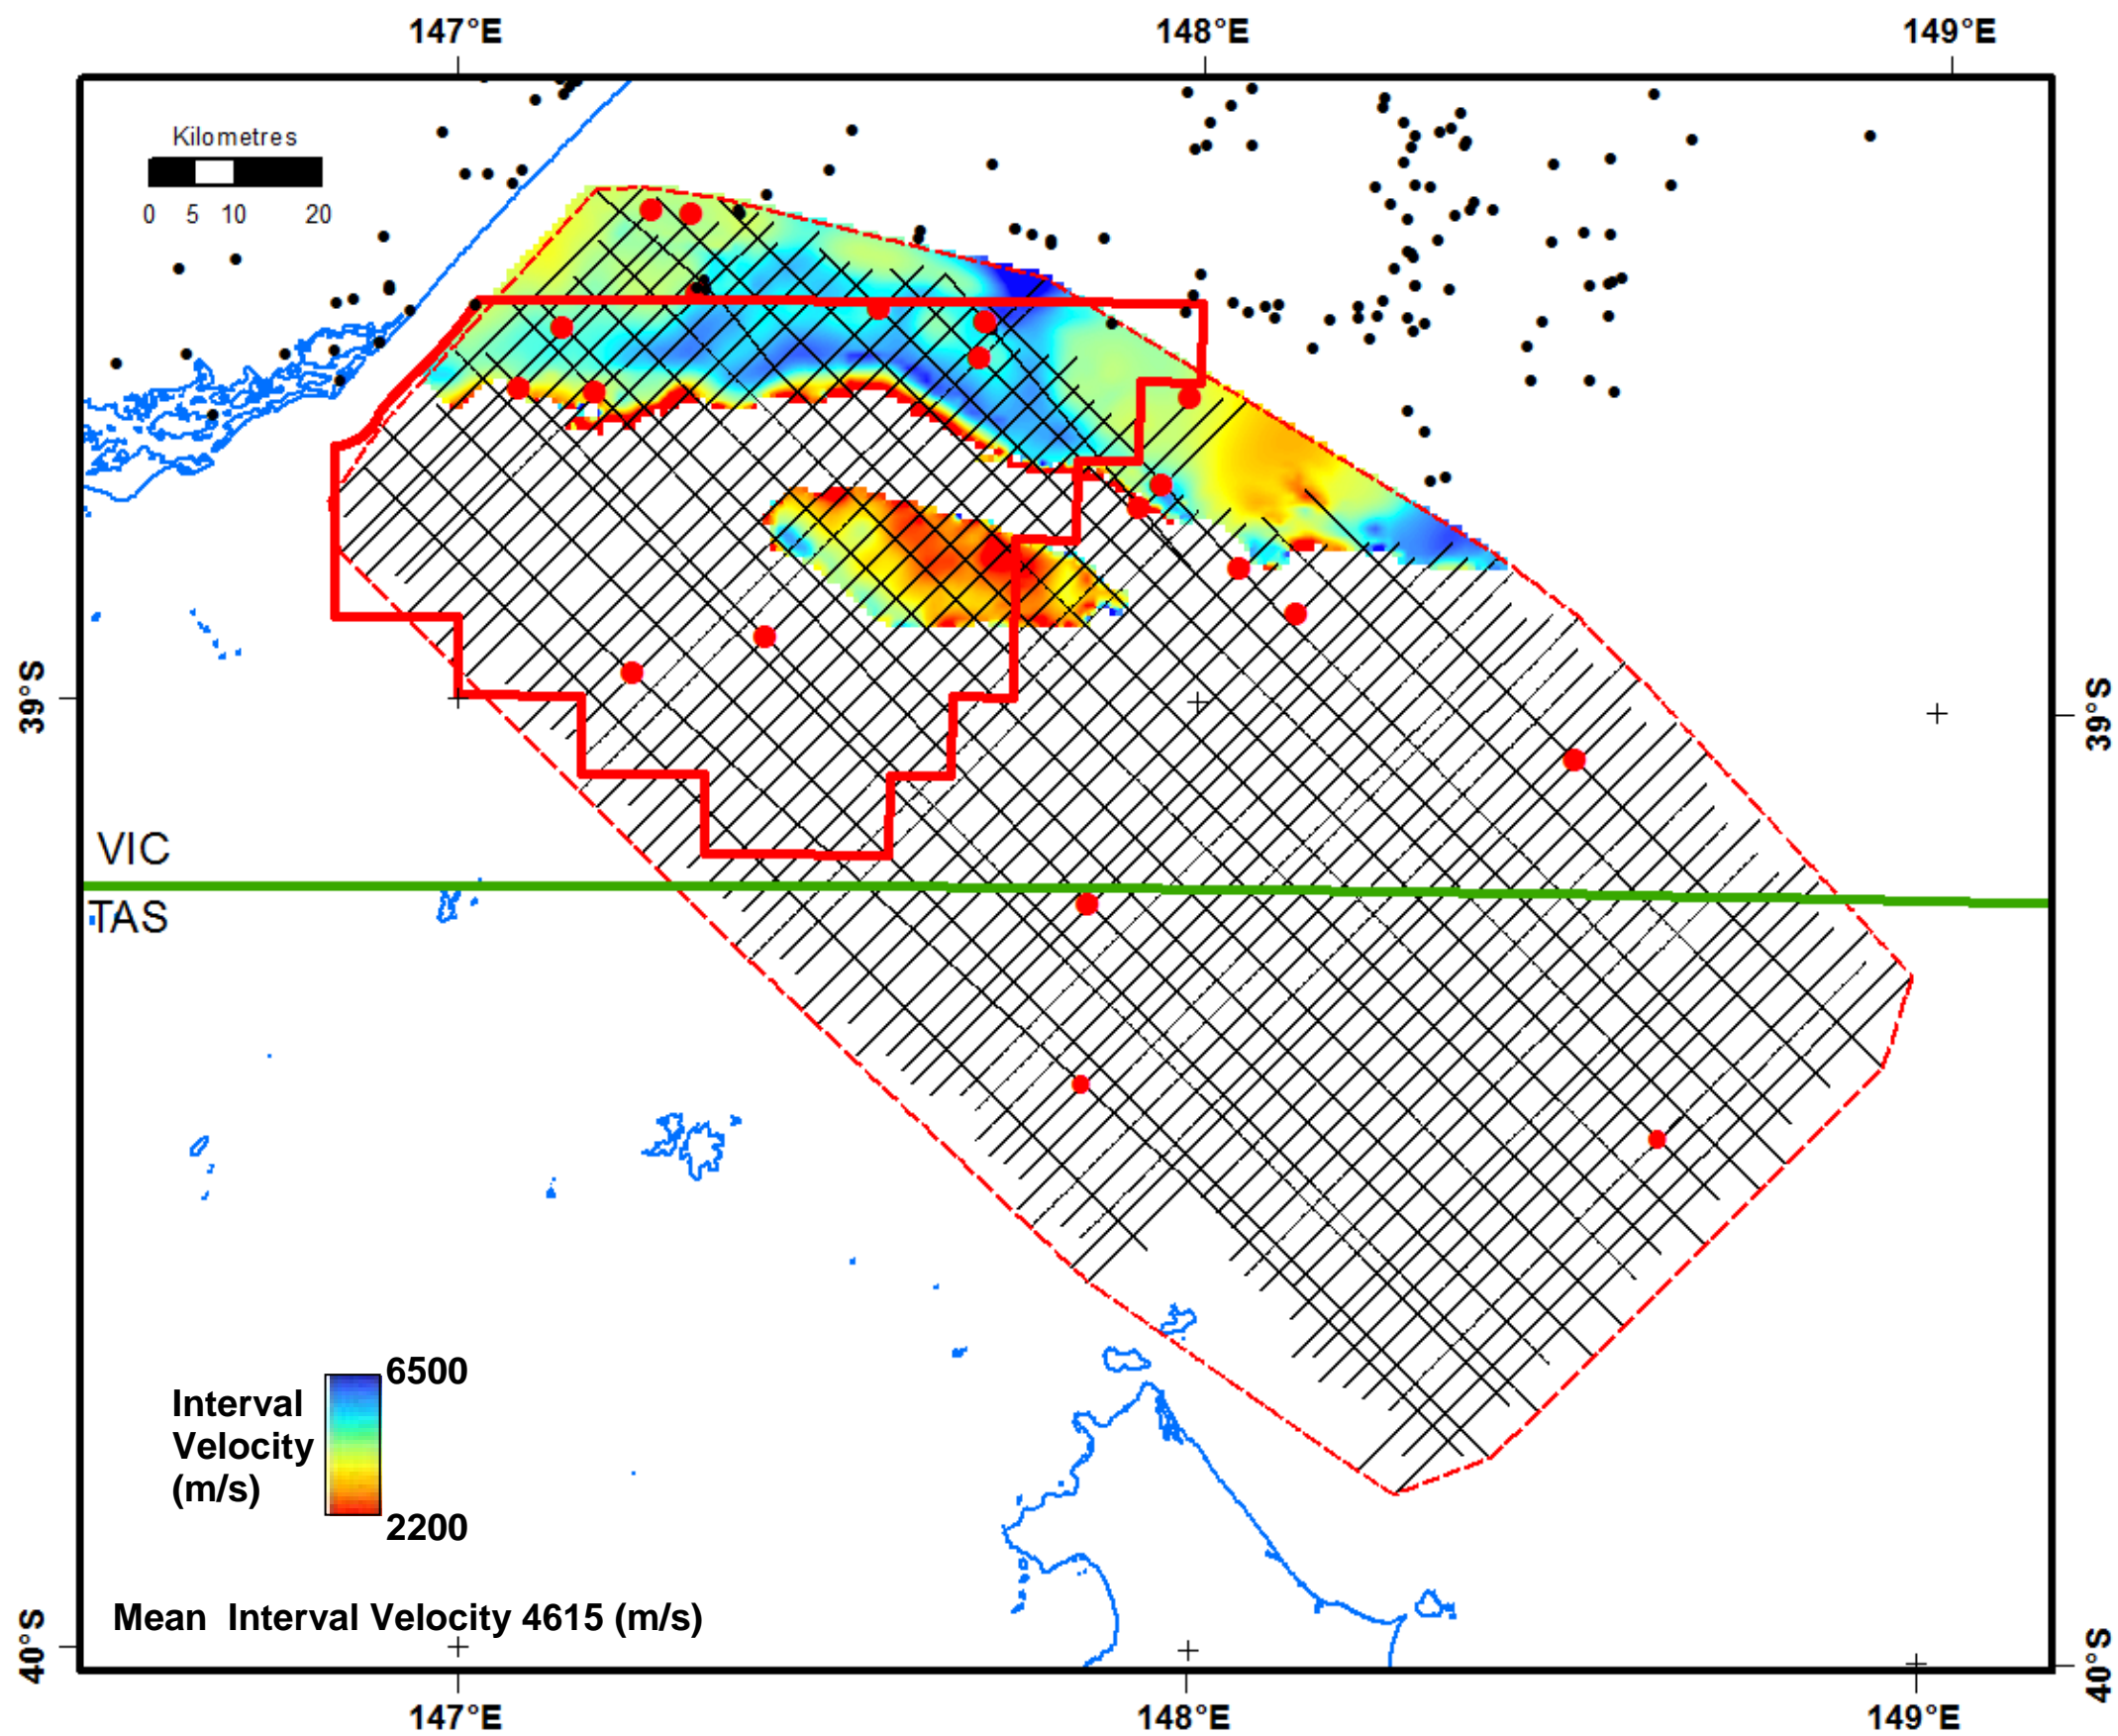 147°E 148°E 149°E
Kilometres
0 5 10 20
39°S 39°S
VIC
TAS
6500
Interval
Velocity
(m/s)
2200
Mean Interval Velocity 4615 (m/s)
40°S 40°S
147°E 148°E 149°E